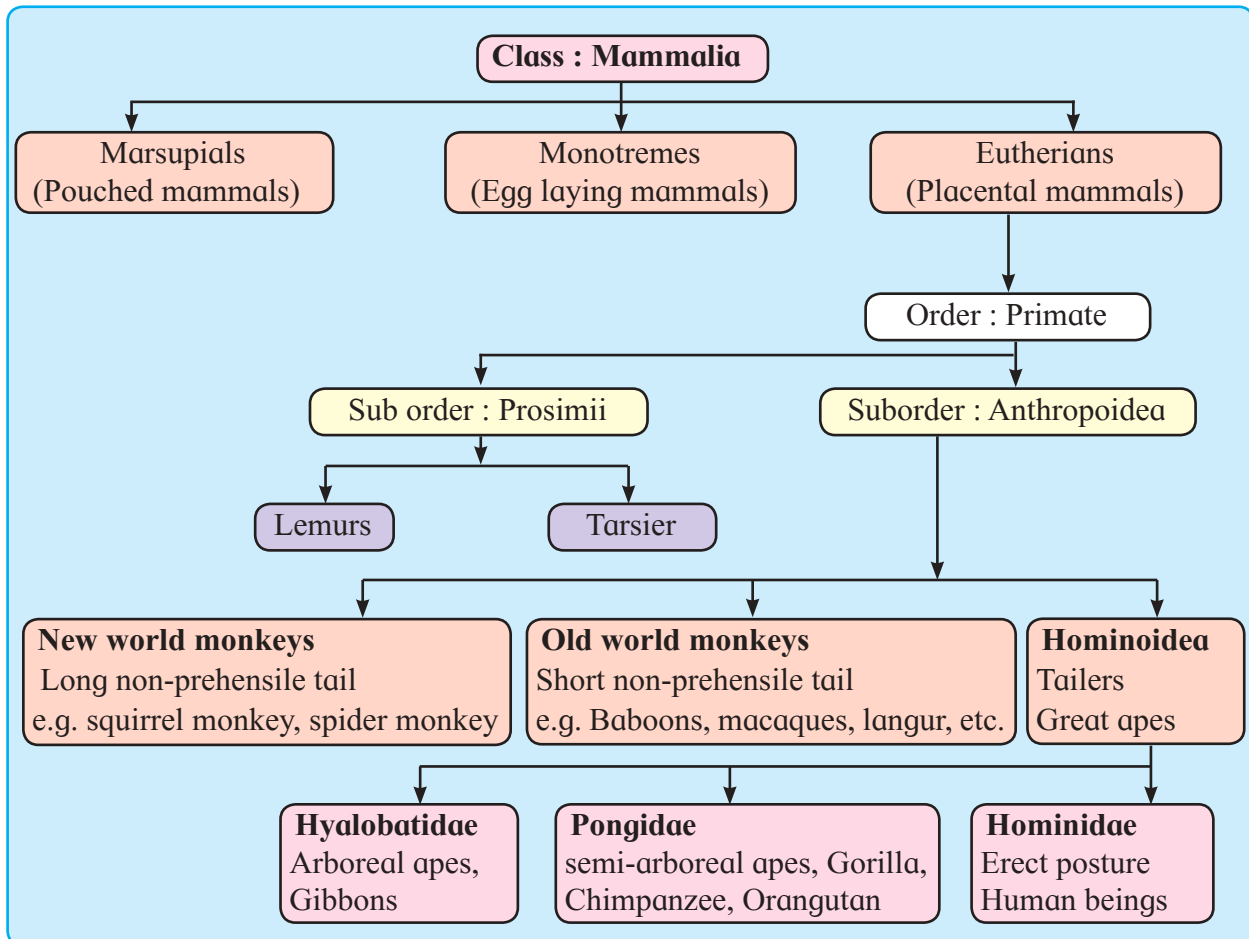 Class : Mammalia
Marsupials
(Pouched mammals)
Monotremes
(Egg laying mammals)
Eutherians
(Placental mammals)
Order : Primate
Sub order : Prosimii
Suborder : Anthropoidea
Lemurs
Tarsier
New world monkeys
Long non-prehensile tail
e.g. squirrel monkey, spider monkey
Old world monkeys
Short non-prehensile tail
e.g. Baboons, macaques, langur, etc.
Hominoidea
Tailers
Great apes
Hyalobatidae
Arboreal apes,
Gibbons
Pongidae
semi-arboreal apes, Gorilla,
Chimpanzee, Orangutan
Hominidae
Erect posture
Human beings